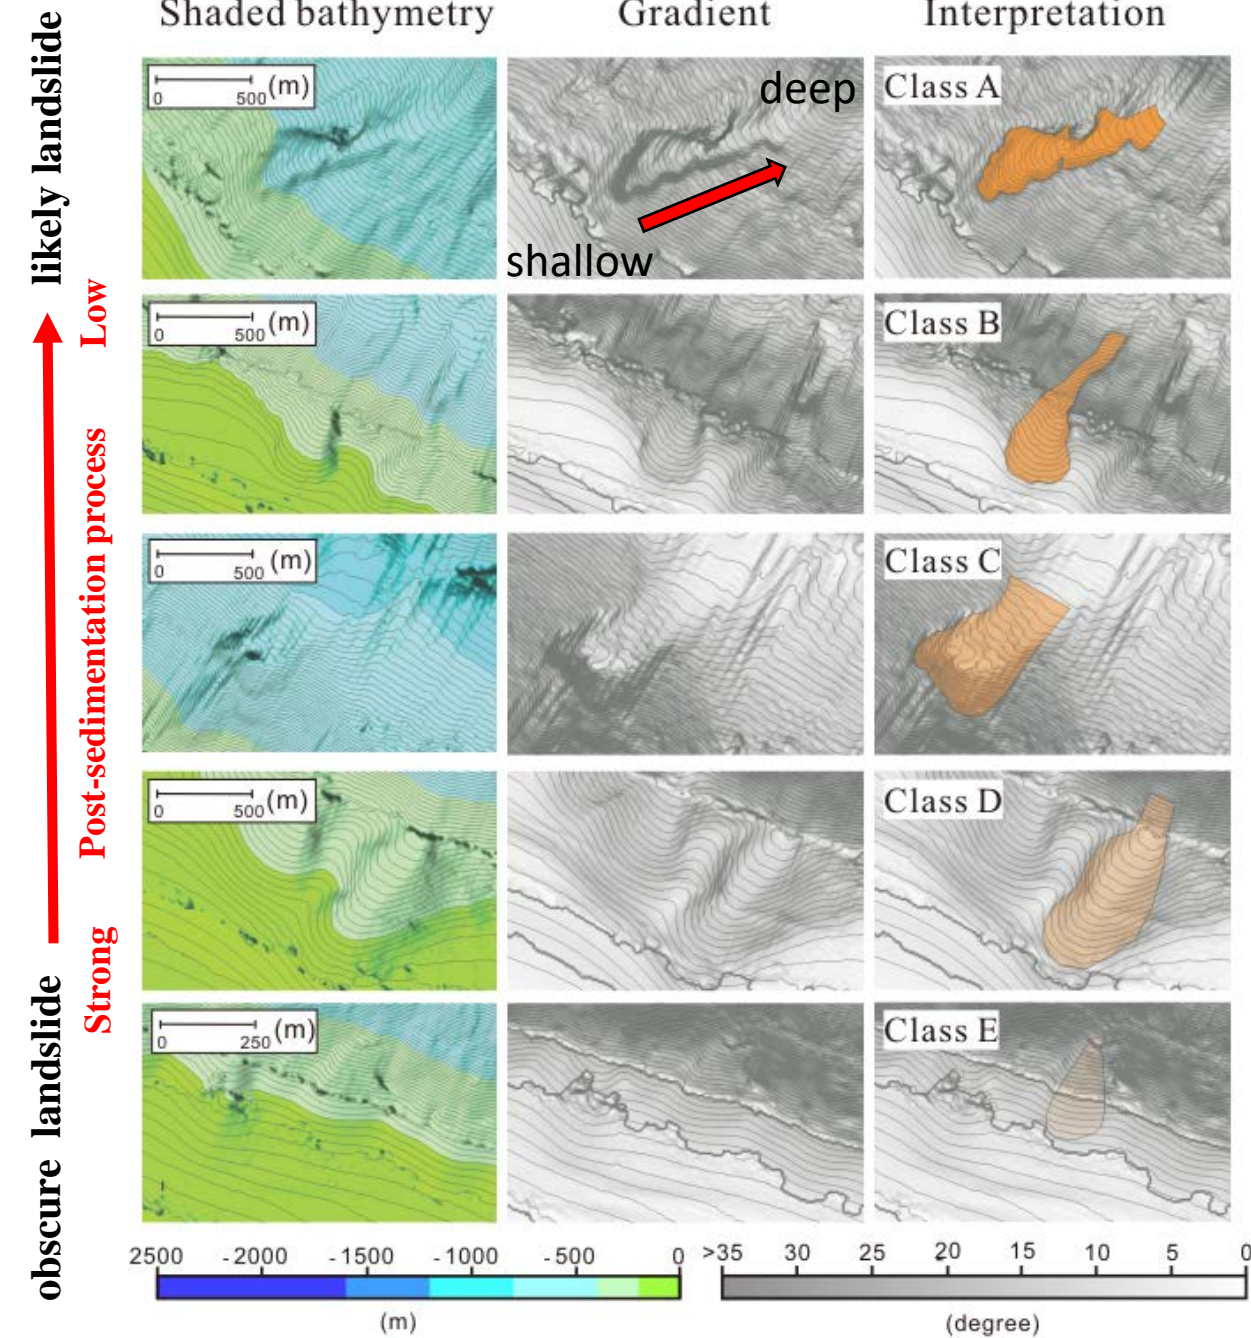 Shaded bathymetry
Gradient
Interpretation
likely landslide
Low
Post-sedimentation process
Strong
obscure landslide
0 500 (m)
deep
shallow
Class A
0 500 (m)
Class B
0 500 (m)
Class C
0 500 (m)
Class D
0 250 (m)
Class E
2500 -2000 -1500 -1000 -500 0
(m)
>35 30 25 20 15 10 5 0
(degree)